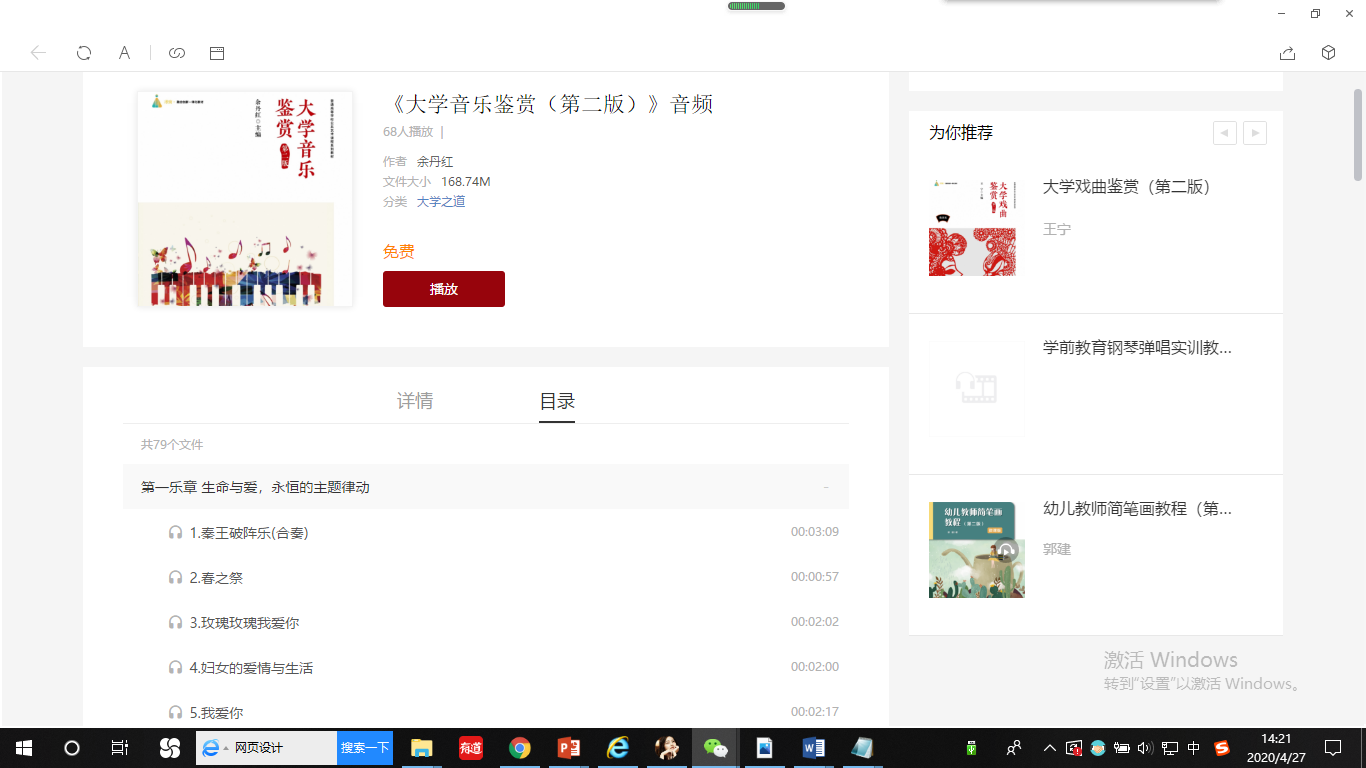 A
大学音乐
鉴赏
第二版
余丹红◎主编
《大学音乐鉴赏（第二版）》音频
68人播放 |
作者 余丹红
文件大小 168.74M
分类 大学之道
免费
播放
详情
目录
共79个文件
第一乐章 生命与爱，永恒的主题律动 -
1.秦王破阵乐(合奏) 00:03:09
2.春之祭 00:00:57
3.玫瑰玫瑰我爱你 00:02:02
4.妇女的爱情与生活 00:02:00
5.我爱你 00:02:17
为你推荐
大学戏曲
鉴赏
大学戏曲鉴赏（第二版）
王宁
学前教育钢琴弹唱实训教...
幼儿教师简笔画
教程（第二版）
幼儿教师简笔画教程（第...
郭建
激活 Windows
转到"设置"以激活 Windows。
网页设计
搜索一下
有道
中
14:21
2020/4/27